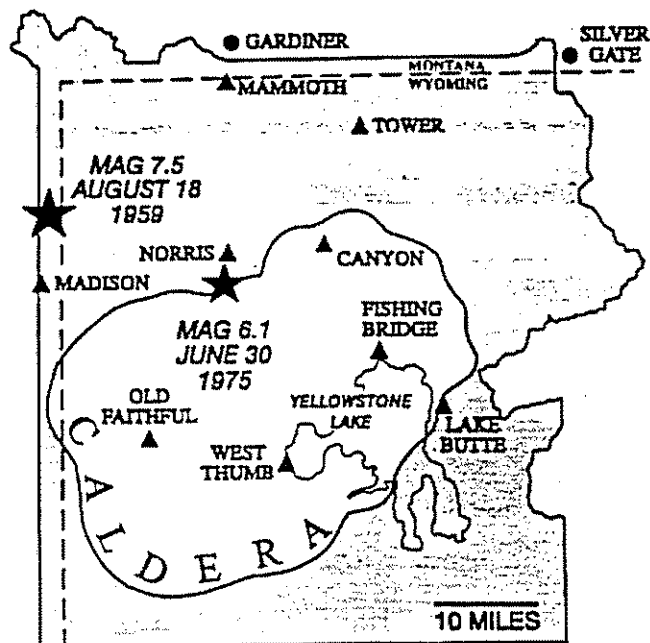 GARDINER
SILVER
GATE
MONTANA
WYOMING
MAMMOTH
TOWER
MAG 7.5
AUGUST 18
1959
NORRIS
CANYON
MADISON
MAG 6.1
JUNE 30
1975
FISHING
BRIDGE
OLD
FAITHFUL
YELLOWSTONE
LAKE
WEST
THUMB
LAKE
BUTTE
CALDERA
10 MILES